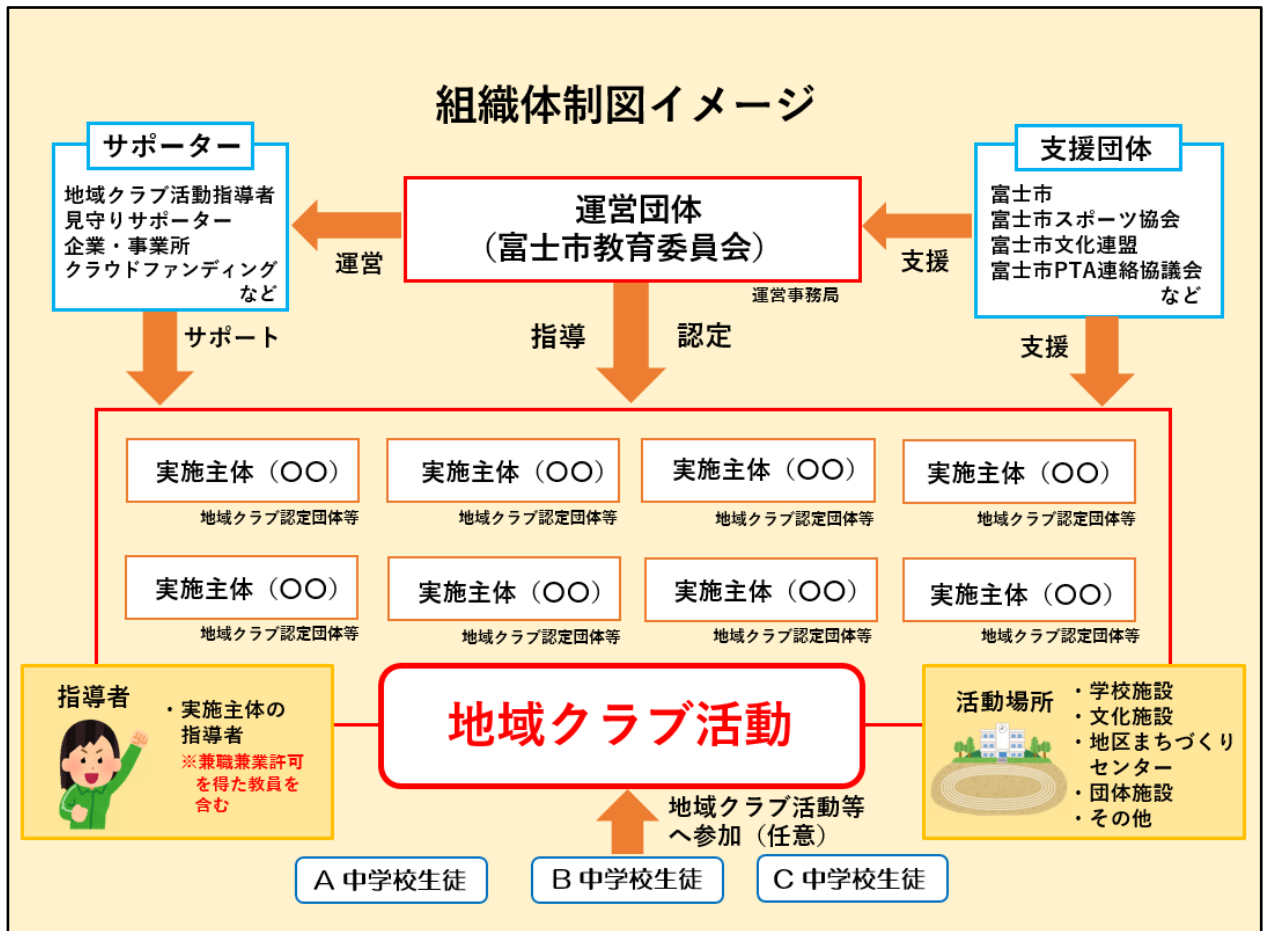 組織体制図イメージ
サポーター
地域クラブ活動指導者
見守りサポーター
企業・事業所
クラウドファンディング
など
運営
運営団体
（富士市教育委員会）
運営事務局
支援
支援団体
富士市
富士市スポーツ協会
富士市文化連盟
富士市PTA連絡協議会
など
サポート
指導
認定
支援
実施主体（〇〇）
地域クラブ認定団体等
実施主体（〇〇）
地域クラブ認定団体等
実施主体（〇〇）
地域クラブ認定団体等
実施主体（〇〇）
地域クラブ認定団体等
実施主体（〇〇）
地域クラブ認定団体等
実施主体（〇〇）
地域クラブ認定団体等
実施主体（〇〇）
地域クラブ認定団体等
実施主体（〇〇）
地域クラブ認定団体等
指導者
・実施主体の
指導者
※兼職兼業許可
を得た教員を
含む
地域クラブ活動
活動場所
・学校施設
・文化施設
・地区まちづくり
センター
・団体施設
・その他
地域クラブ活動等
へ参加（任意）
A 中学校生徒
B 中学校生徒
C 中学校生徒